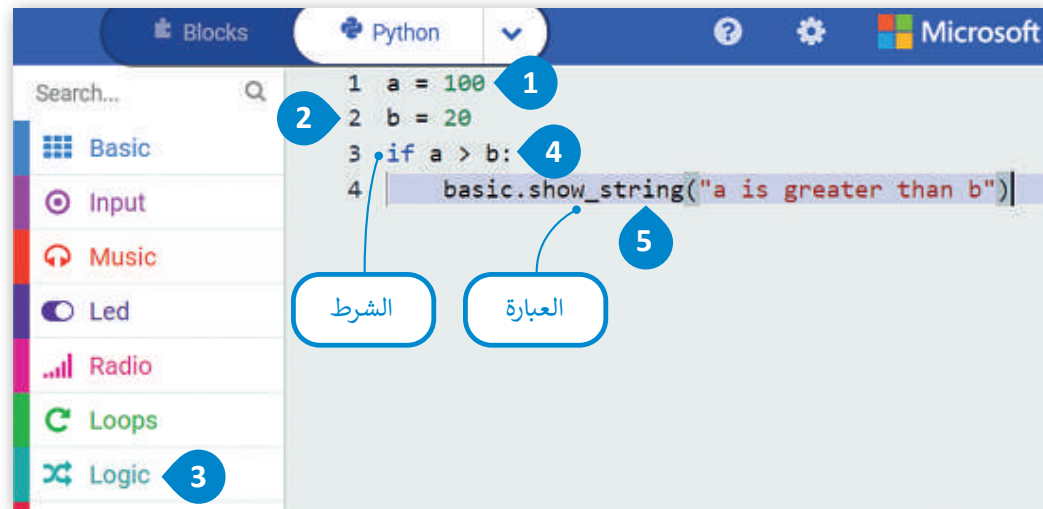 Blocks Python Microsoft
Search...
Basic
Input
Music
Led
Radio
Loops
Logic 3
1 a = 100 1
2 2 b = 20
3 if a > b: 4
4 basic.show_string("a is greater than b")
5
الشرط
العبارة